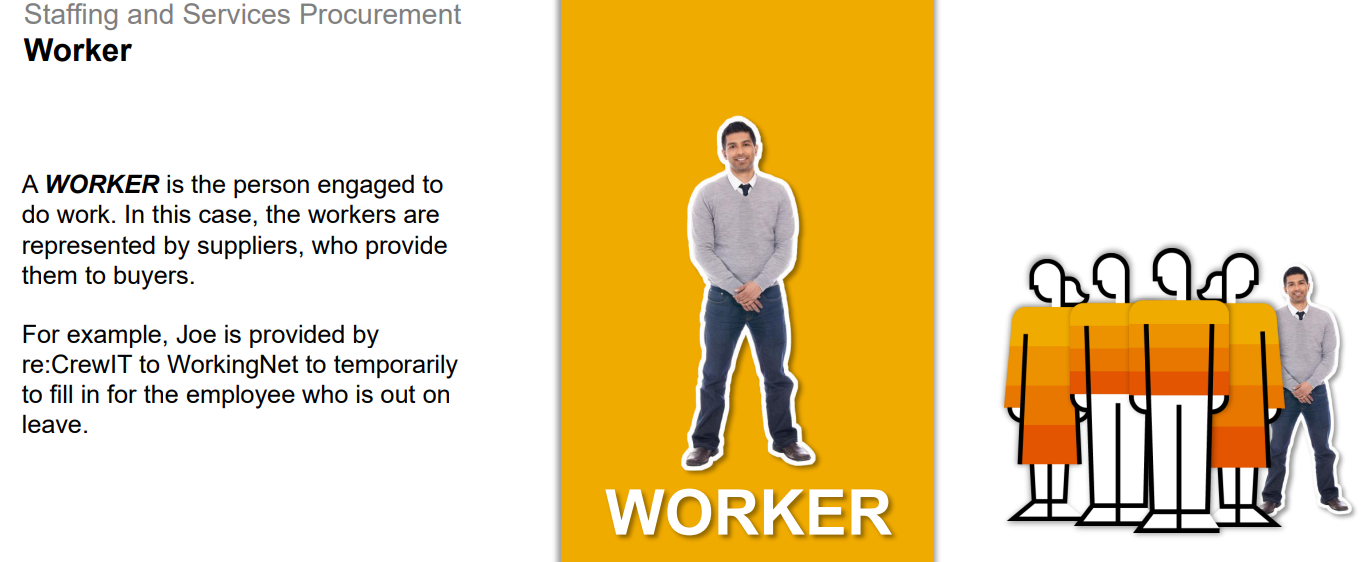 Staffing and Services Procurement
Worker
A WORKER is the person engaged to
do work. In this case, the workers are
represented by suppliers, who provide
them to buyers.
For example, Joe is provided by
re:CrewIT to WorkingNet to temporarily
to fill in for the employee who is out on
leave.
WORKER